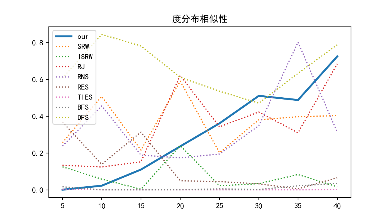 度分布相似性
our
SRW
ISRW
RJ
RNS
RES
TIES
BFS
DFS
0.8
0.6
0.4
0.2
0.0
5 10 15 20 25 30 35 40